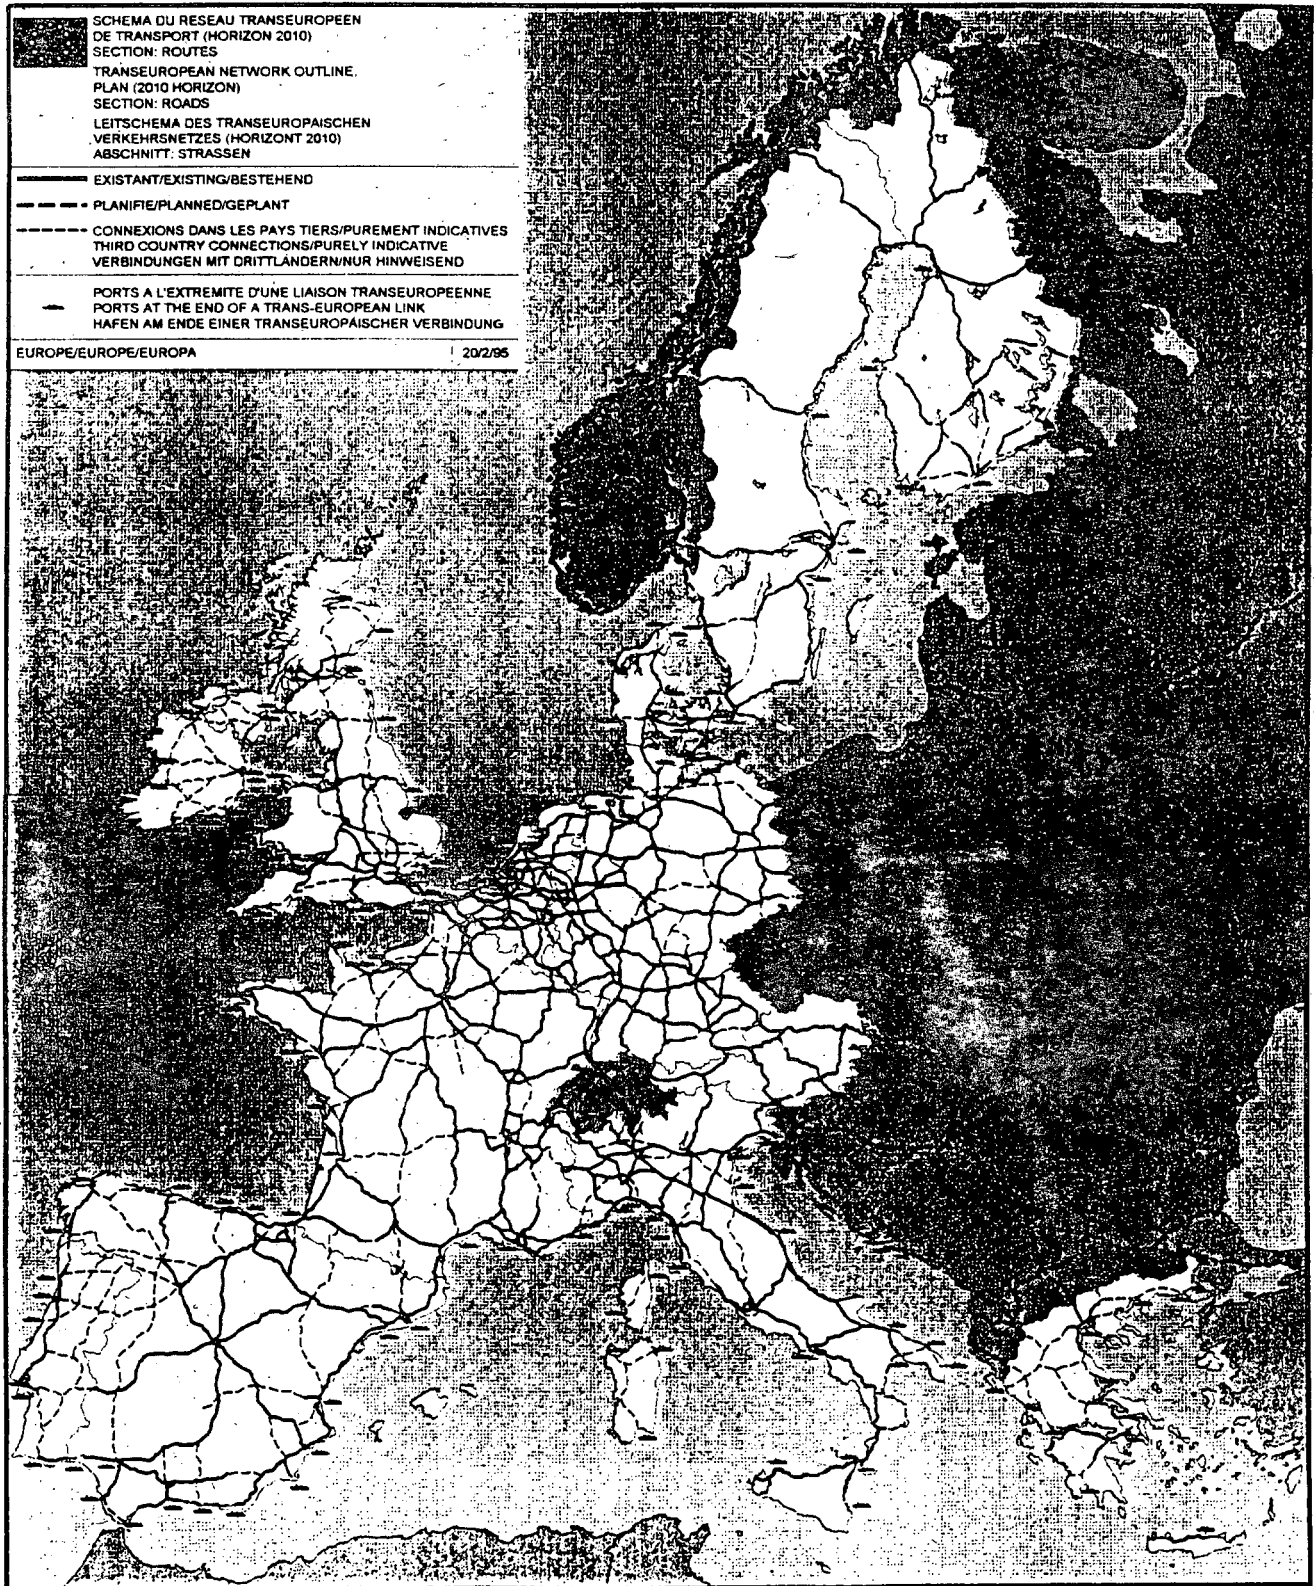 SCHEMA DU RESEAU TRANSEUROPEEN
DE TRANSPORT (HORIZON 2010)
SECTION: ROUTES
TRANSEUROPEAN NETWORK OUTLINE.
PLAN (2010 HORIZON)
SECTION: ROADS
LEITSCHEMA DES TRANSEUROPAISCHEN
VERKEHRSNETZES (HORIZONT 2010)
ABSCHNITT: STRASSEN
EXISTANT/EXISTING/BESTEHEND
PLANIFIE/PLANNED/GEPLANT
CONNEXIONS DANS LES PAYS TIERS/PUREMENT INDICATIVES
THIRD COUNTRY CONNECTIONS/PURELY INDICATIVE
VERBINDUNGEN MIT DRITTLANDERN/NUR HINWEISEND
PORTS A L'EXTREMITE D'UNE LIAISON TRANSEUROPEENNE
PORTS AT THE END OF A TRANS-EUROPEAN LINK
HAFEN AM ENDE EINER TRANSEUROPÄISCHER VERBINDUNG
EUROPE/EUROPE/EUROPA 20/2/95